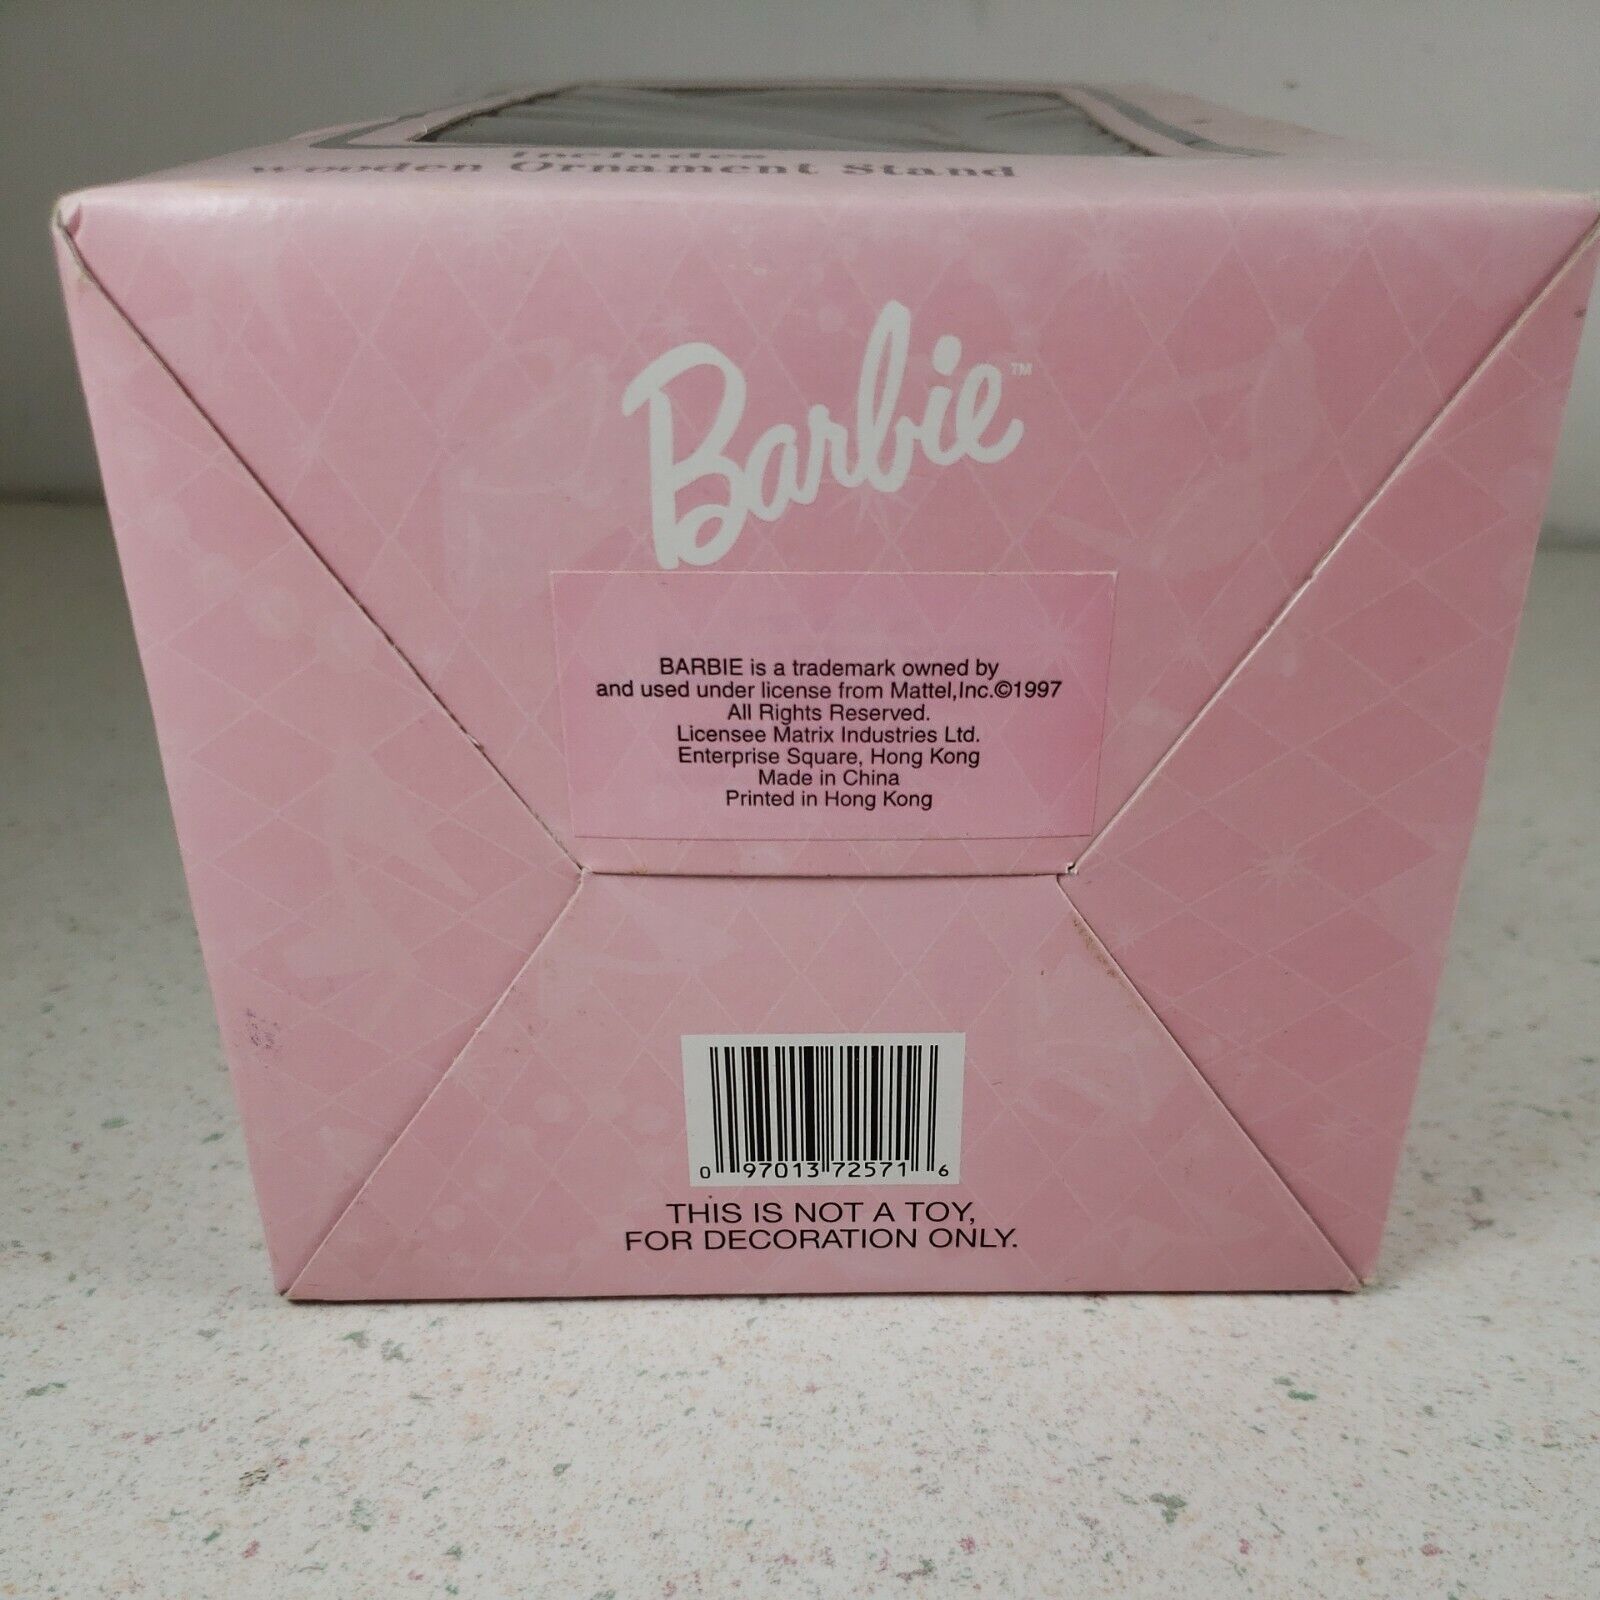 Includes
Wooden Ornament Stand
Barbie™
BARBIE is a trademark owned by
and used under license from Mattel,Inc.©1997
All Rights Reserved.
Licensee Matrix Industries Ltd.
Enterprise Square, Hong Kong
Made in China
Printed in Hong Kong
0 97013 72571 6
THIS IS NOT A TOY,
FOR DECORATION ONLY.